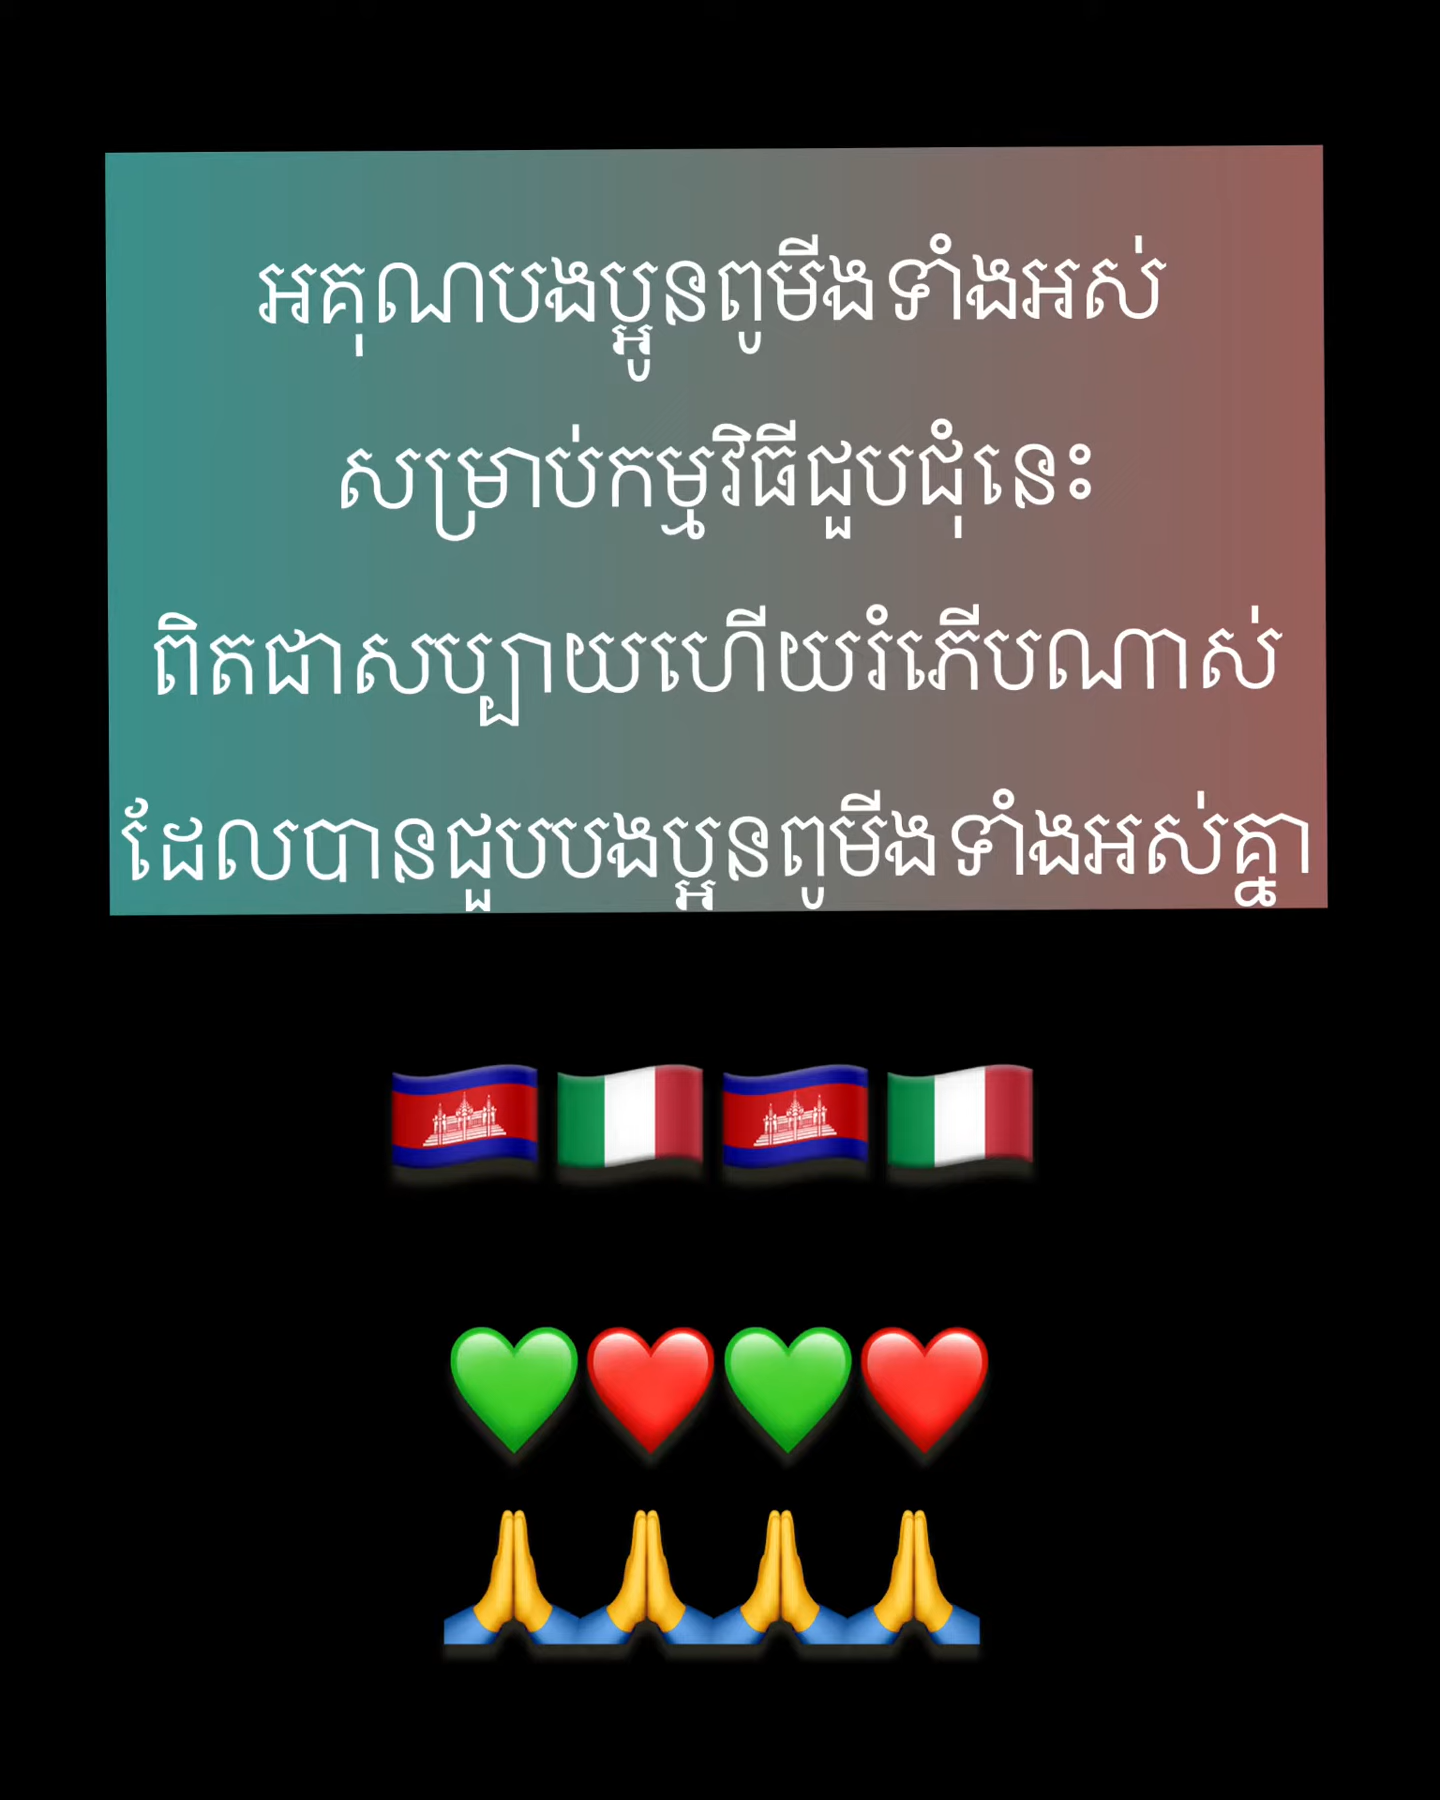 អគុណបងប្អូនពូមីងទាំងអស់
សម្រាប់កម្មវិធីជួបជុំនេះ
ពិតជាសប្បាយហើយរំភើបណាស់
ដែលបានជួបបងប្អូនពូមីងទាំងអស់គ្នា